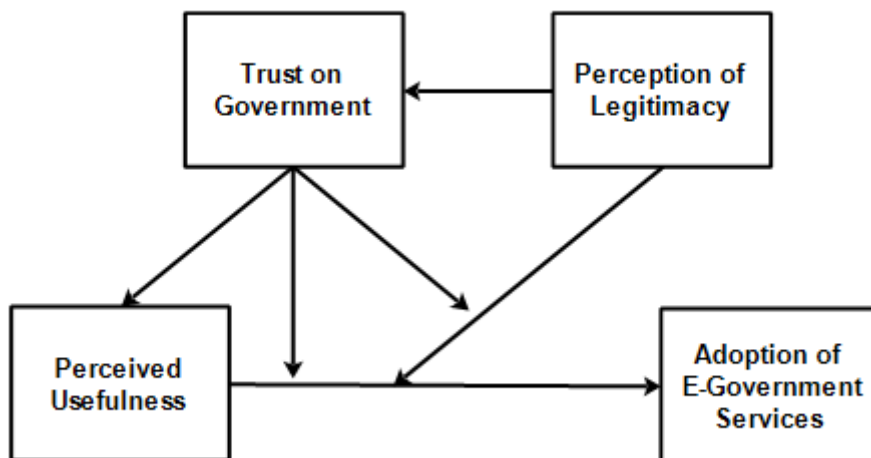 Trust on
Government
Perception of
Legitimacy
Perceived
Usefulness
Adoption of
E-Government
Services